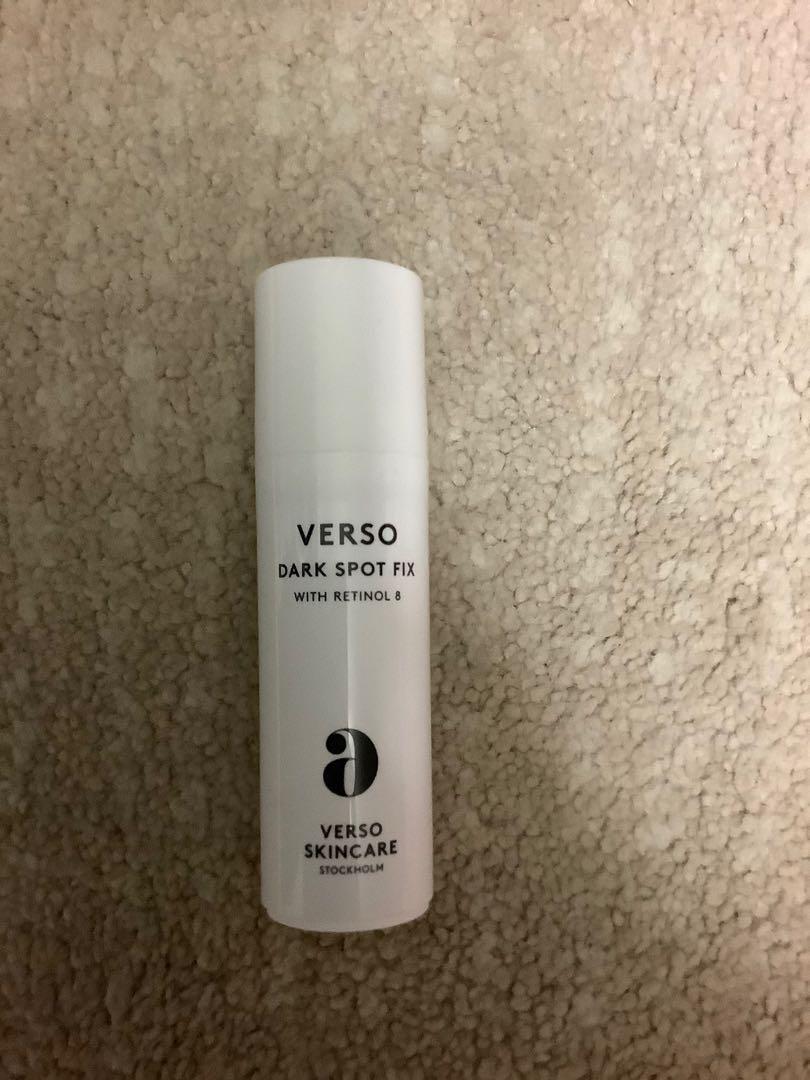 VERSO
DARK SPOT FIX
WITH RETINOL 8
a
VERSO
SKINCARE
STOCKHOLM